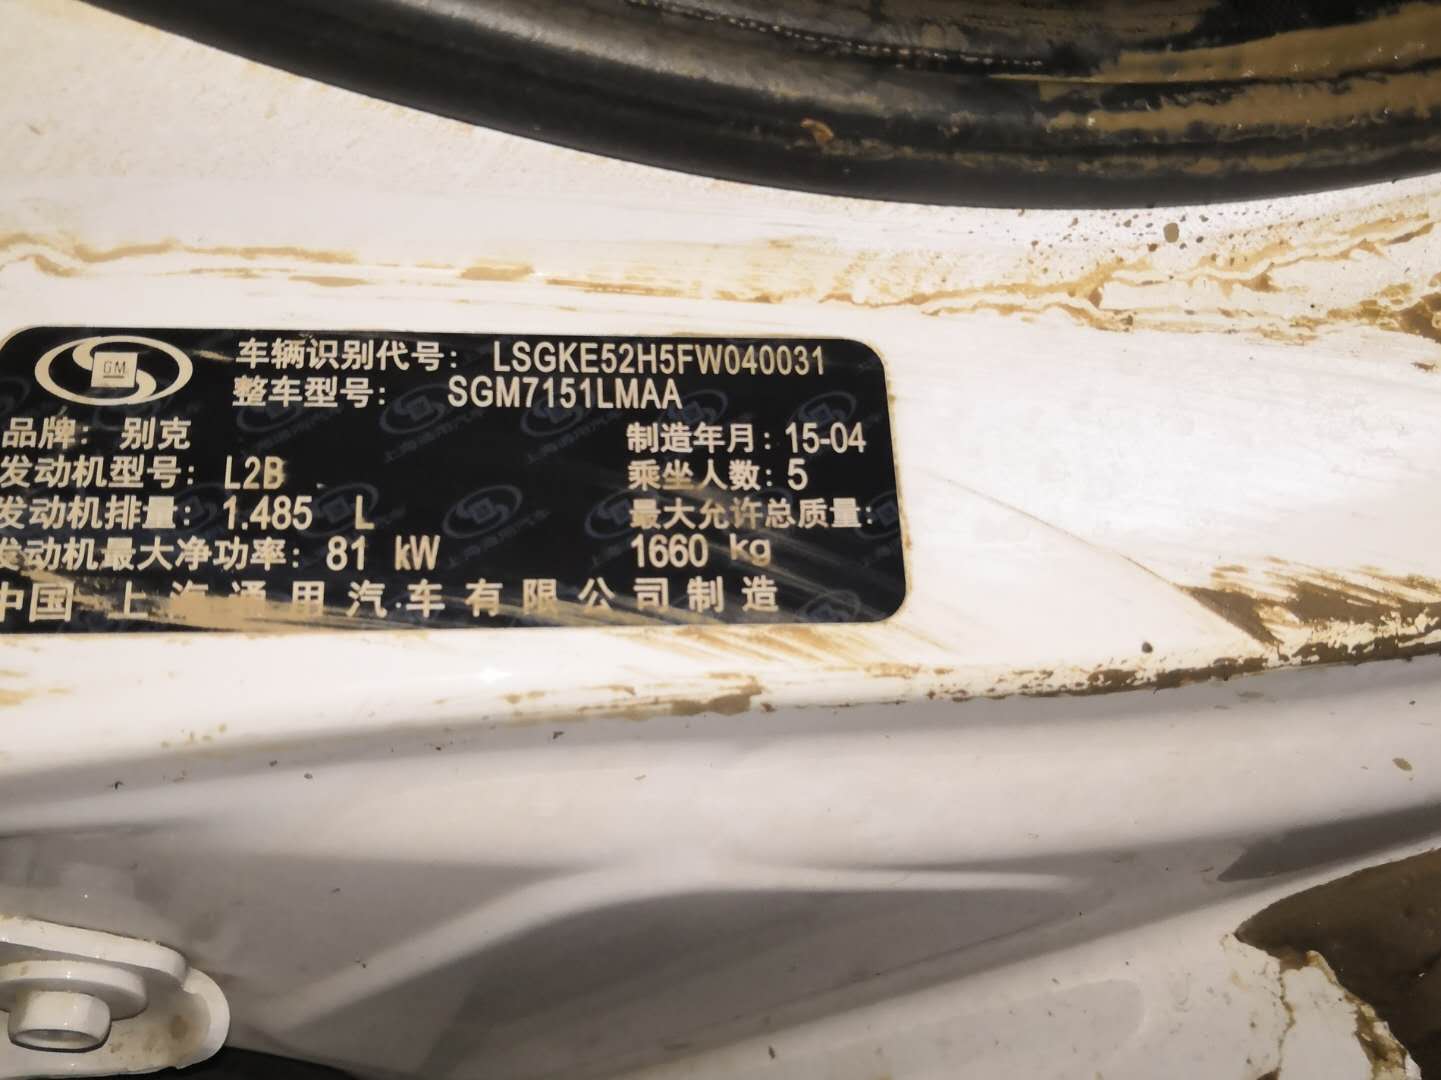 GM
车辆识别代号: LSGKE52H5FW040031
整车型号: SGM7151LMAA
品牌: 别克 制造年月: 15-04
发动机型号: L2B 乘坐人数: 5
发动机排量: 1.485 L 最大允许总质量:
发动机最大净功率: 81 kW 1660 kg
中国 上海通用汽车有限公司制造